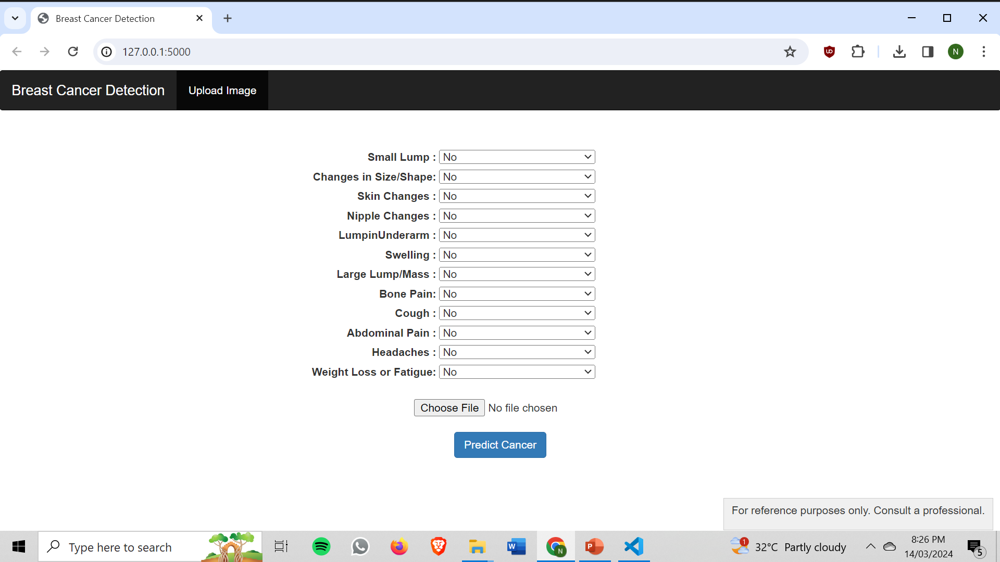 Breast Cancer Detection
127.0.0.1:5000
N
Breast Cancer Detection Upload Image
Small Lump : No
Changes in Size/Shape: No
Skin Changes : No
Nipple Changes : No
LumpinUnderarm : No
Swelling : No
Large Lump/Mass : No
Bone Pain: No
Cough : No
Abdominal Pain : No
Headaches : No
Weight Loss or Fatigue: No
Choose File No file chosen
Predict Cancer
For reference purposes only. Consult a professional.
Type here to search
W
N
P
1
32°C Partly cloudy
8:26 PM
14/03/2024
5